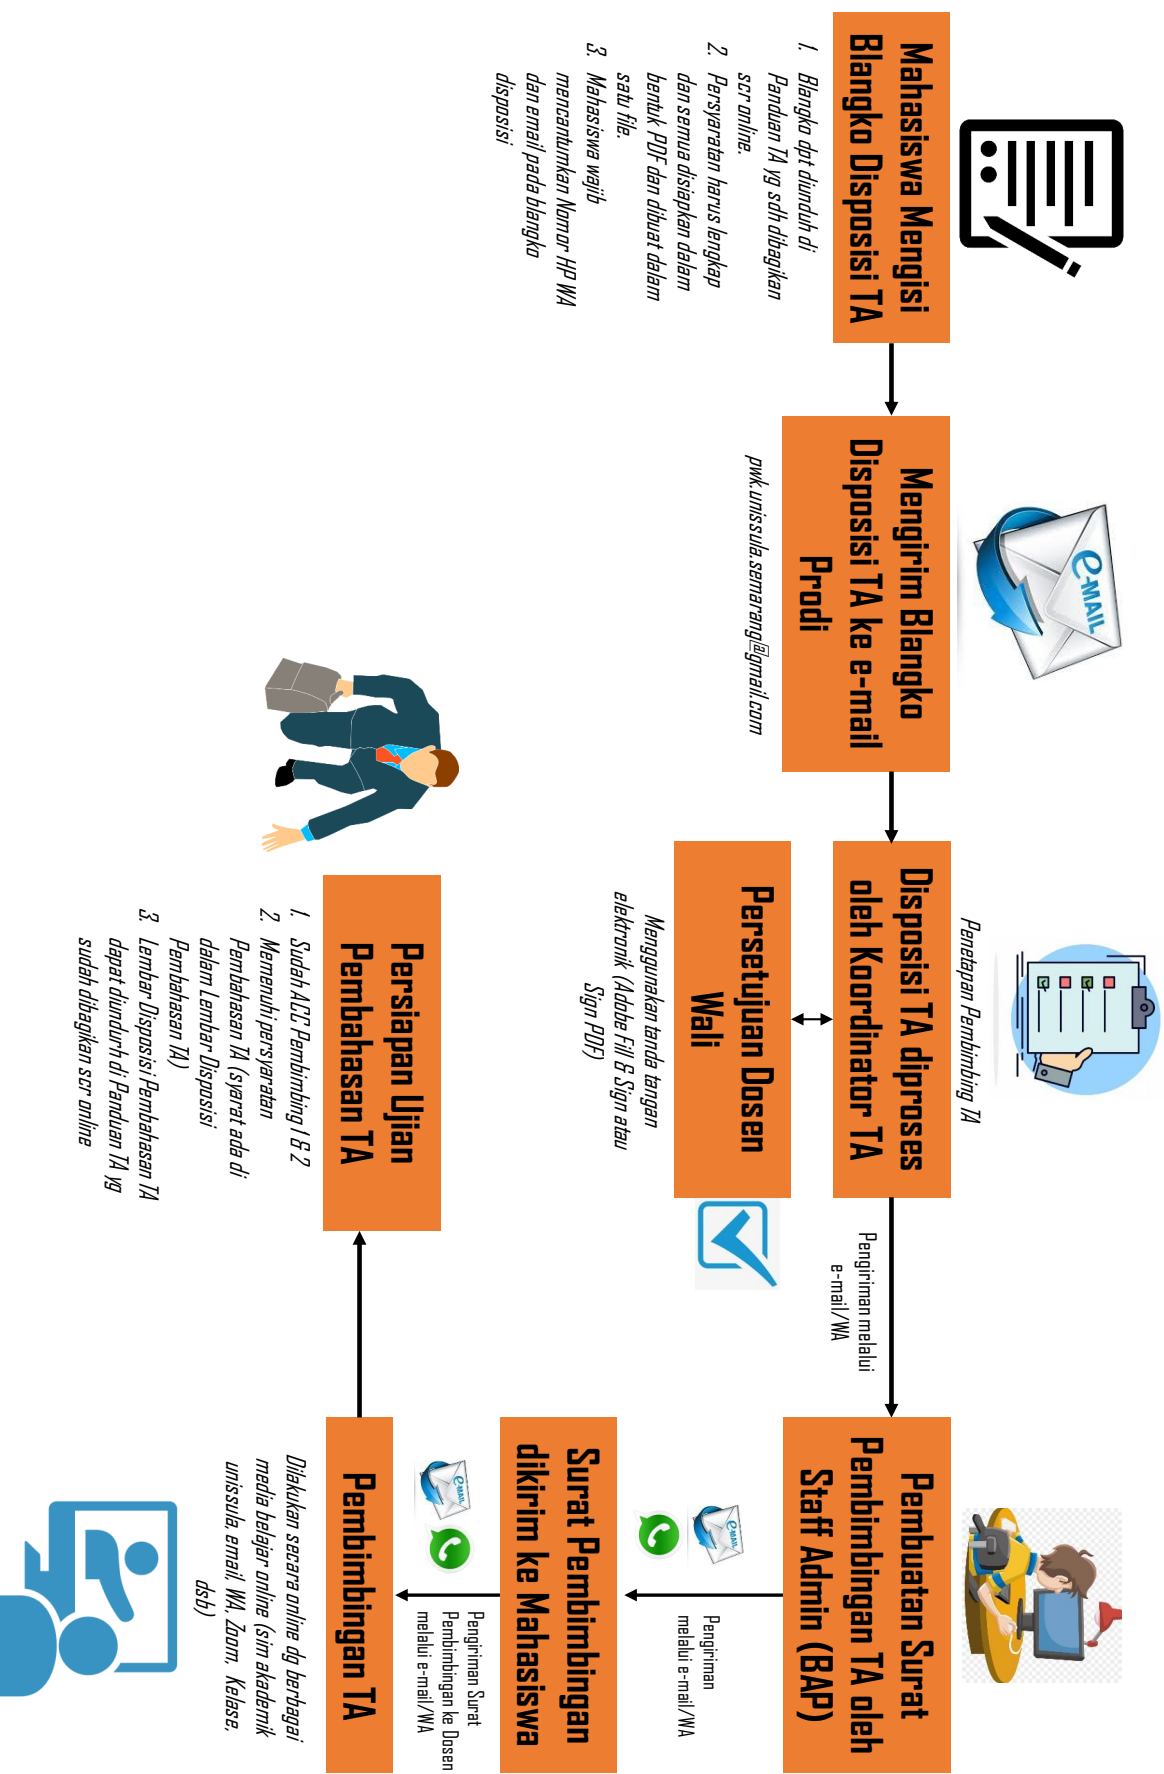 Mahasiswa Mengisi
Blangko Disposisi TA
1. Blangko dpt diunduh di
Panduan TA yg sdh dibagikan
scr online.
2. Persyaratan harus lengkap
dan semua disiapkan dalam
bentuk PDF dan dibuat dalam
satu file.
3. Mahasiswa wajib
mencantumkan Nomor HP WA
dan email pada blangko
disposisi
e-MAIL
Mengirim Blangko
Disposisi TA ke e-mail
Prodi
pwk.unissula.semarang@gmail.com
Penetapan Pembimbing TA
Disposisi TA diproses
oleh Koordinator TA
Persetujuan Dosen
Wali
Menggunakan tanda tangan
elektronik (Adobe Fill & Sign atau
Sign PDF)
Pengiriman melalui
e-mail/WA
Pembuatan Surat
Pembimbingan TA oleh
Staff Admin (BAP)
e-MAIL
Pengiriman
melalui e-mail/WA
Surat Pembimbingan
dikirim ke Mahasiswa
e-MAIL
Pengiriman Surat
Pembimbingan ke Dosen
melalui e-mail/WA
Pembimbingan TA
Dilakukan secara online dg berbagai
media belajar online (sim akademik
unissula, email, WA, Zoom, Kelase,
dsb)
Persiapan Ujian
Pembahasan TA
1. Sudah ACC Pembimbing 1 & 2
2. Memenuhi persyaratan
Pembahasan TA (syarat ada di
dalam Lembar Disposisi
Pembahasan TA)
3. Lembar Disposisi Pembahasan TA
dapat diundurh di Panduan TA yg
sudah dibagikan scr online